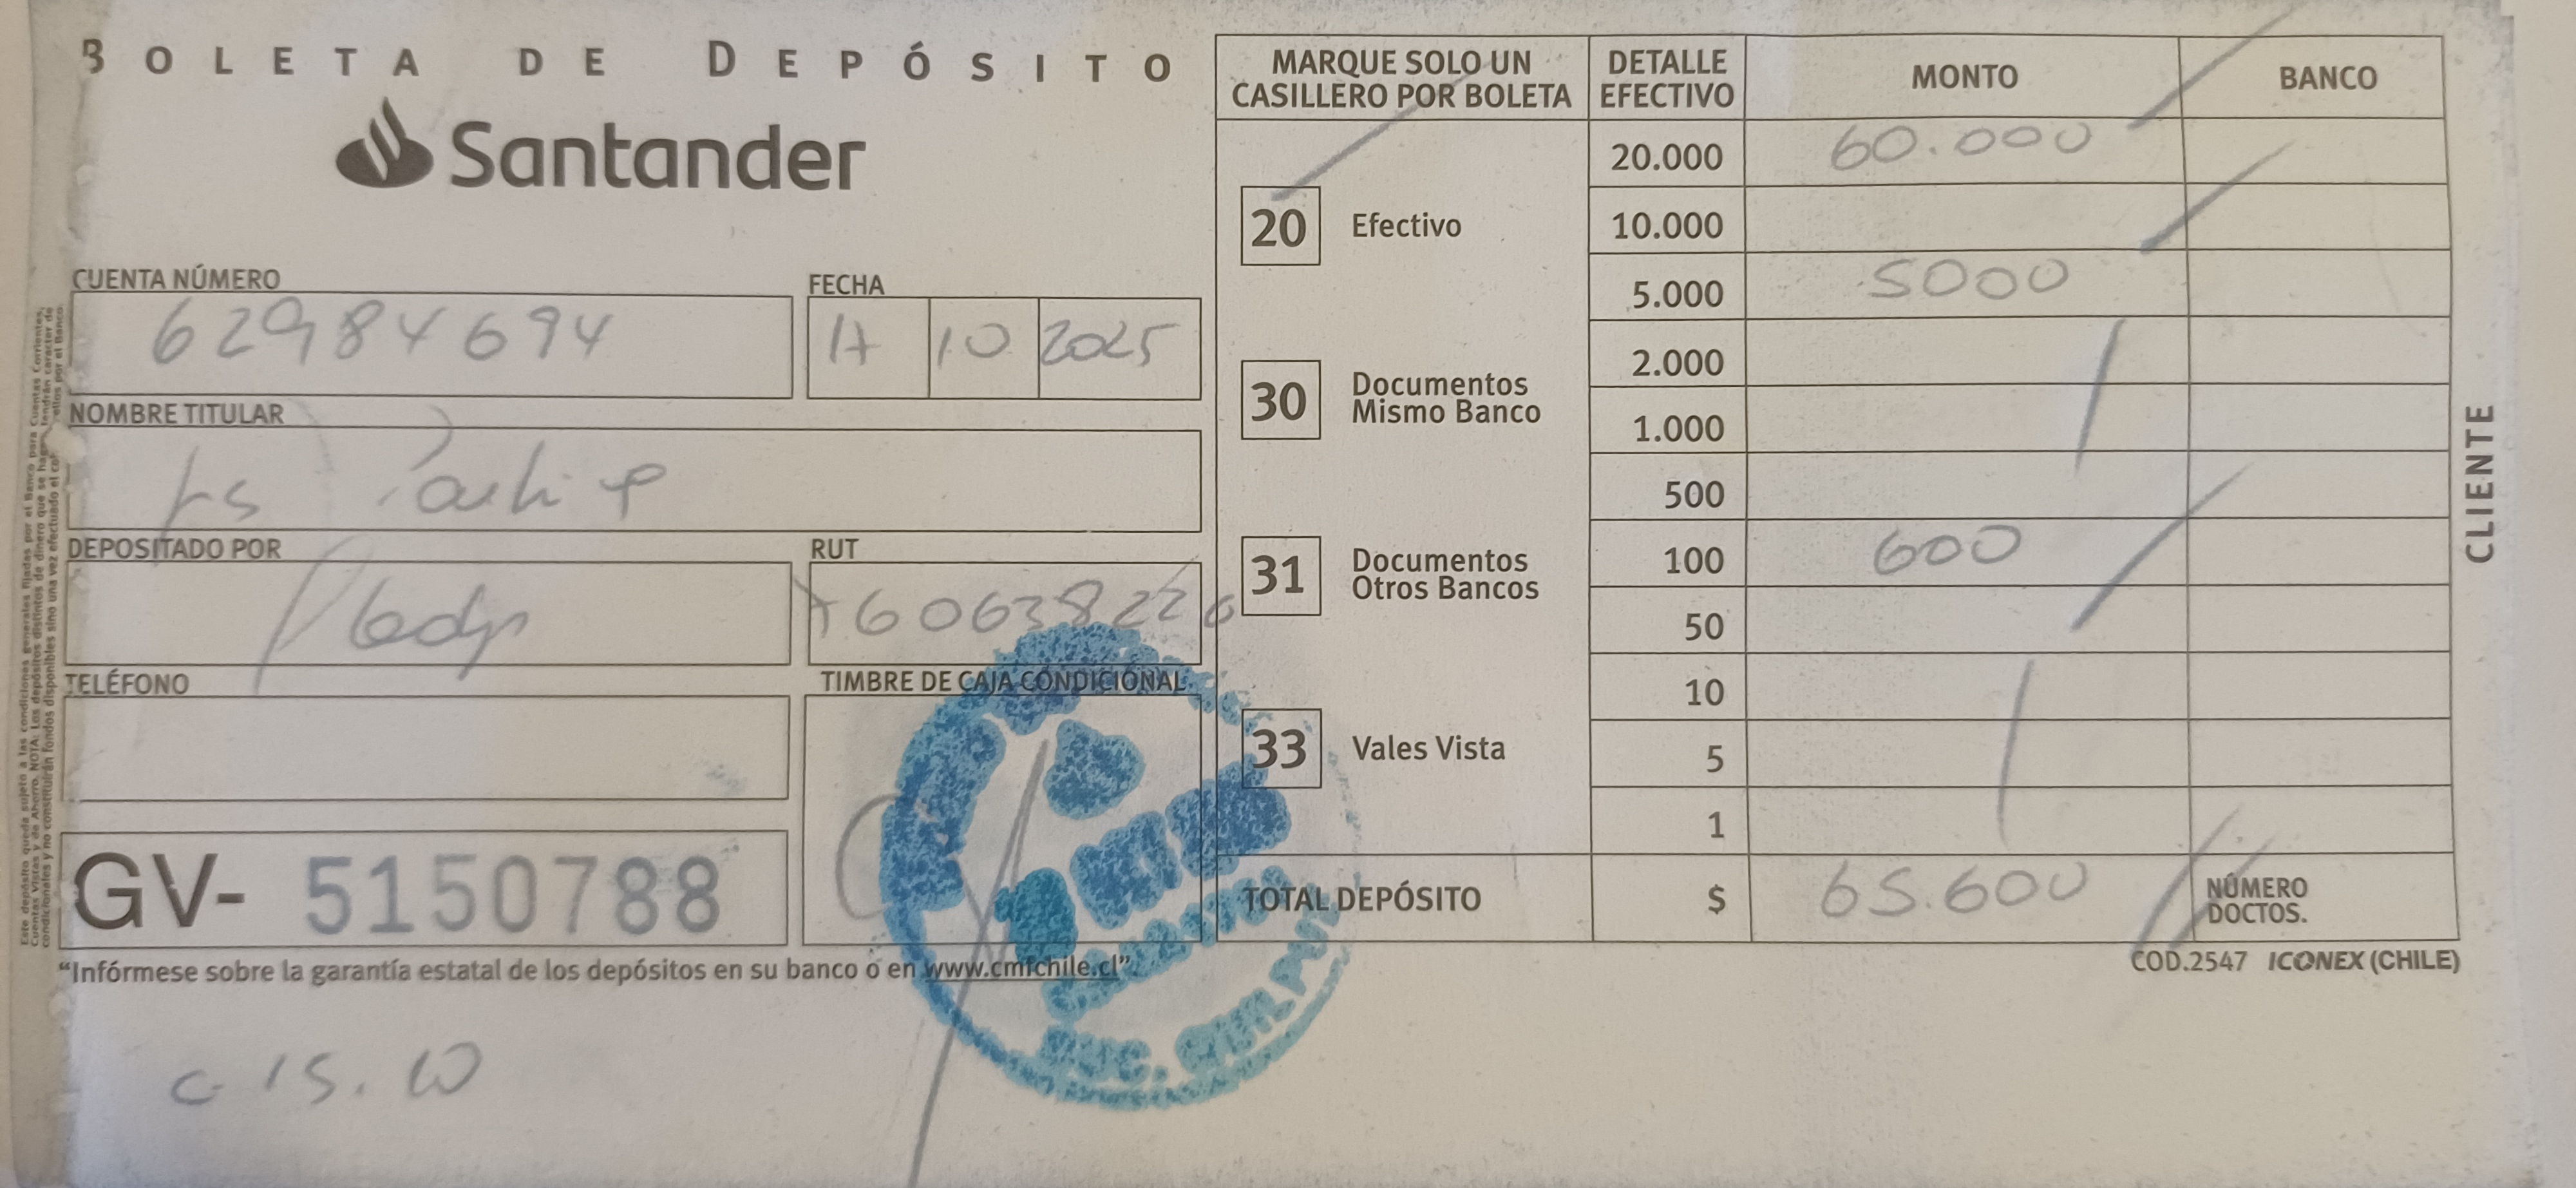 BOLETA DE DEPÓSITO
Santander
CUENTA NÚMERO
62984694
FECHA
17 10 2025
NOMBRE TITULAR
DEPOSITADO POR
RUT
TELÉFONO
TIMBRE DE CAJA CONDICIONAL
GV- 5150788
"Infórmese sobre la garantía estatal de los depósitos en su banco o en www.cmfchile.cl".
MARQUE SOLO UN
CASILLERO POR BOLETA
20 Efectivo
30 Documentos
Mismo Banco
31 Documentos
Otros Bancos
33 Vales Vista
DETALLE
EFECTIVO
MONTO
BANCO
20.000 60.000
10.000
5.000 5000
2.000
1.000
500
100 600
50
10
5
1
TOTAL DEPÓSITO $ 65.600
NÚMERO
DOCTOS.
COD.2547 ICONEX (CHILE)
CLIENTE
SUC.